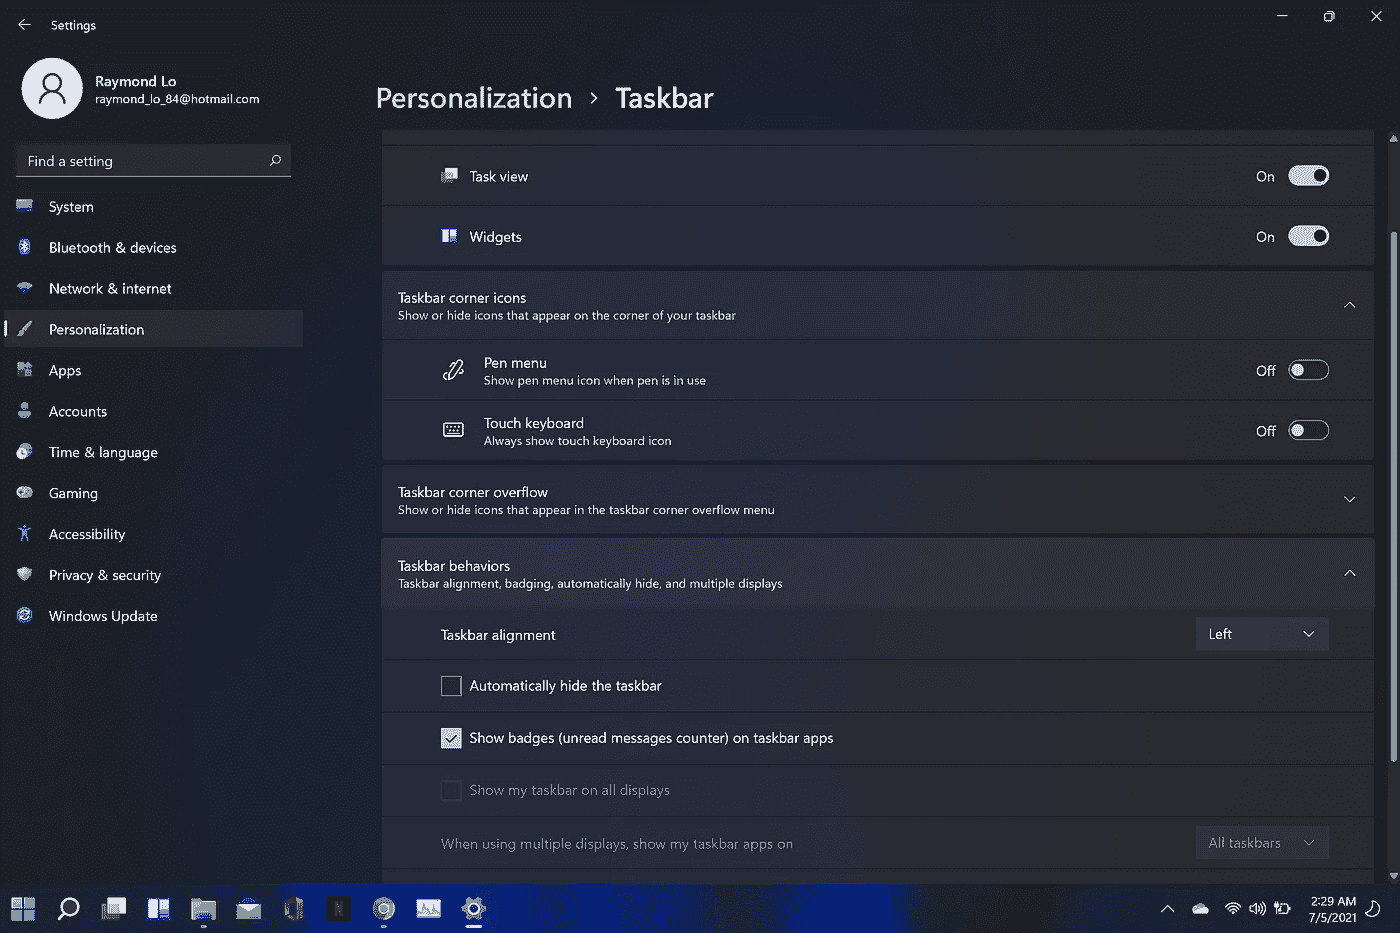 Settings
Raymond Lo
raymond_lo_84@hotmail.com
Find a setting
System
Bluetooth & devices
Network & internet
Personalization
Apps
Accounts
Time & language
Gaming
Accessibility
Privacy & security
Windows Update
Personalization > Taskbar
Task view On
Widgets On
Taskbar corner icons
Show or hide icons that appear on the corner of your taskbar
Pen menu
Show pen menu icon when pen is in use
Off
Touch keyboard
Always show touch keyboard icon
Off
Taskbar corner overflow
Show or hide icons that appear in the taskbar corner overflow menu
Taskbar behaviors
Taskbar alignment, badging, automatically hide, and multiple displays
Taskbar alignment Left
Automatically hide the taskbar
Show badges (unread messages counter) on taskbar apps
Show my taskbar on all displays
When using multiple displays, show my taskbar apps on All taskbars
N
2:29 AM
7/5/2021